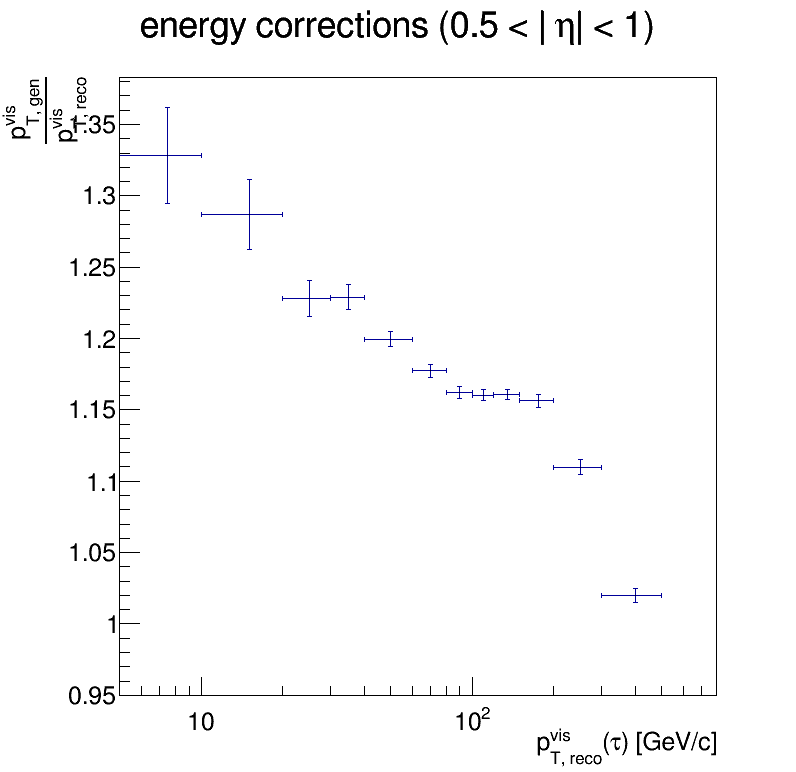 energy corrections (0.5 < | η| < 1)
p^vis_T, gen
p^vis_T, reco
1.35
1.3
1.25
1.2
1.15
1.1
1.05
1
0.95
10
10²
p^vis_T, reco(τ) [GeV/c]